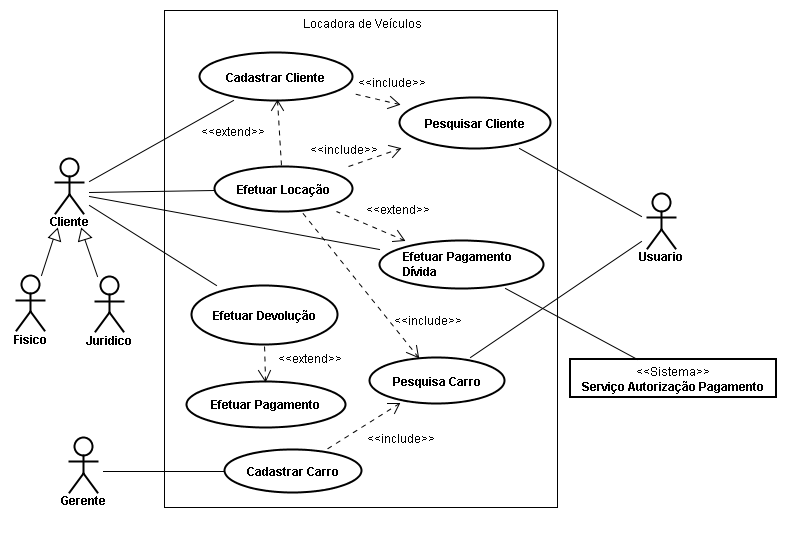 Locadora de Veículos
Cadastrar Cliente
<<include>>
Pesquisar Cliente
<<extend>>
<<include>>
Efetuar Locação
<<extend>>
Cliente
Usuario
Efetuar Pagamento
Dívida
Efetuar Devolução
<<include>>
Fisico
Juridico
<<extend>>
<<Sistema>>
Serviço Autorização Pagamento
Pesquisa Carro
Efetuar Pagamento
<<include>>
Cadastrar Carro
Gerente